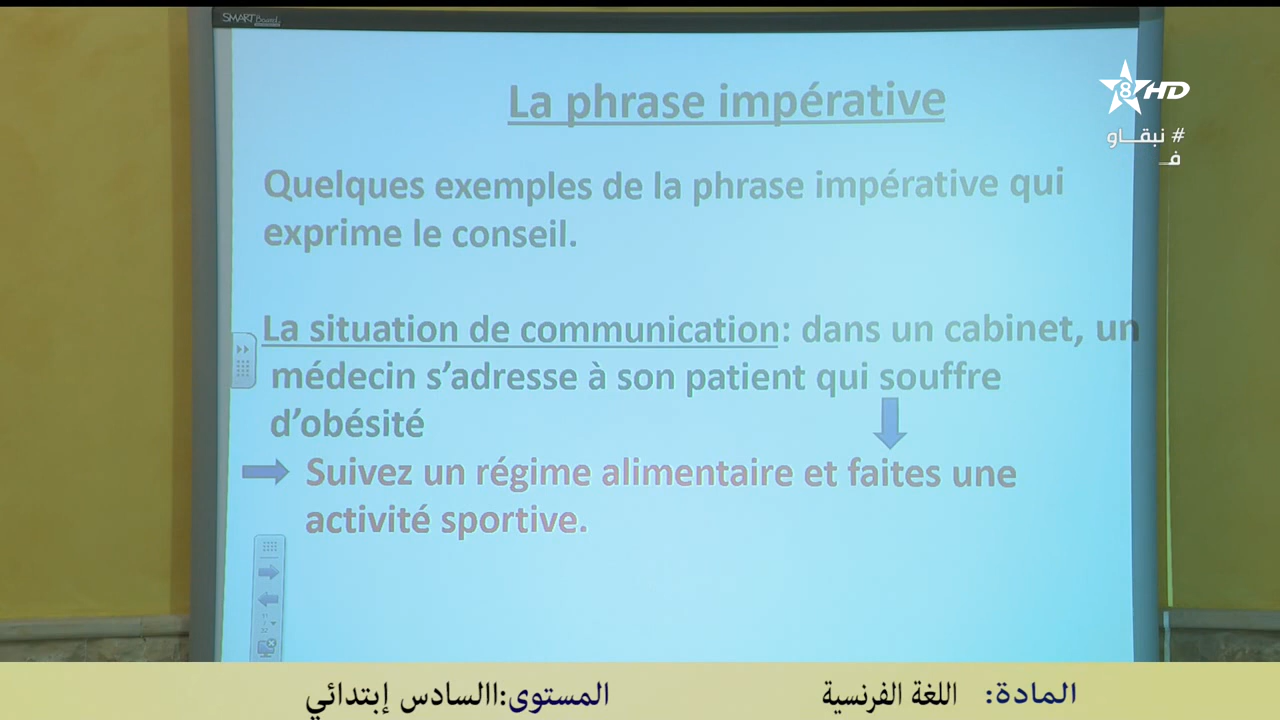 SMART Board
La phrase impérative
8 HD
# نبقاو
ف
Quelques exemples de la phrase impérative qui
exprime le conseil.
La situation de communication: dans un cabinet, un
médecin s’adresse à son patient qui souffre
d’obésité
Suivez un régime alimentaire et faites une
activité sportive.
المادة: اللغة الفرنسية
المستوى:االسادس إبتدائي